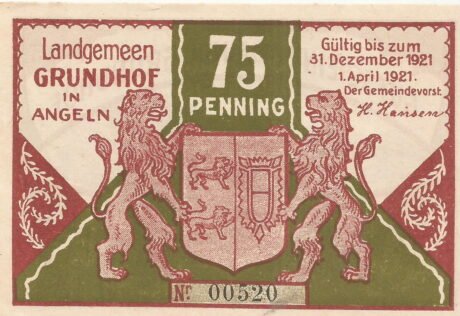 Landgemeen
GRUNDHOF
IN
ANGELN
75
PENNING
Gültig bis zum
31. Dezember 1921
1. April 1921.
Der Gemeindevorst.
H. Hansen
Nr. 00520